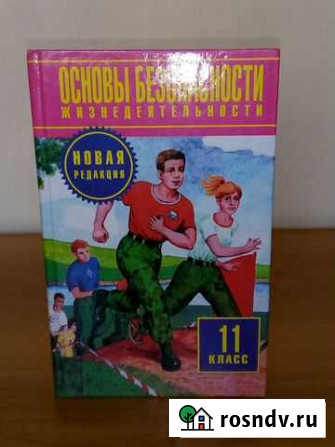 ОСНОВЫ БЕЗОПАСНОСТИ
ЖИЗНЕДЕЯТЕЛЬНОСТИ
НОВАЯ
РЕДАКЦИЯ
11
КЛАСС
rosndv.ru